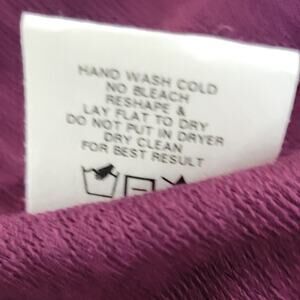 HAND WASH COLD
NO BLEACH
RESHAPE &
LAY FLAT TO DRY
DO NOT PUT IN DRYER
DRY CLEAN
FOR BEST RESULT